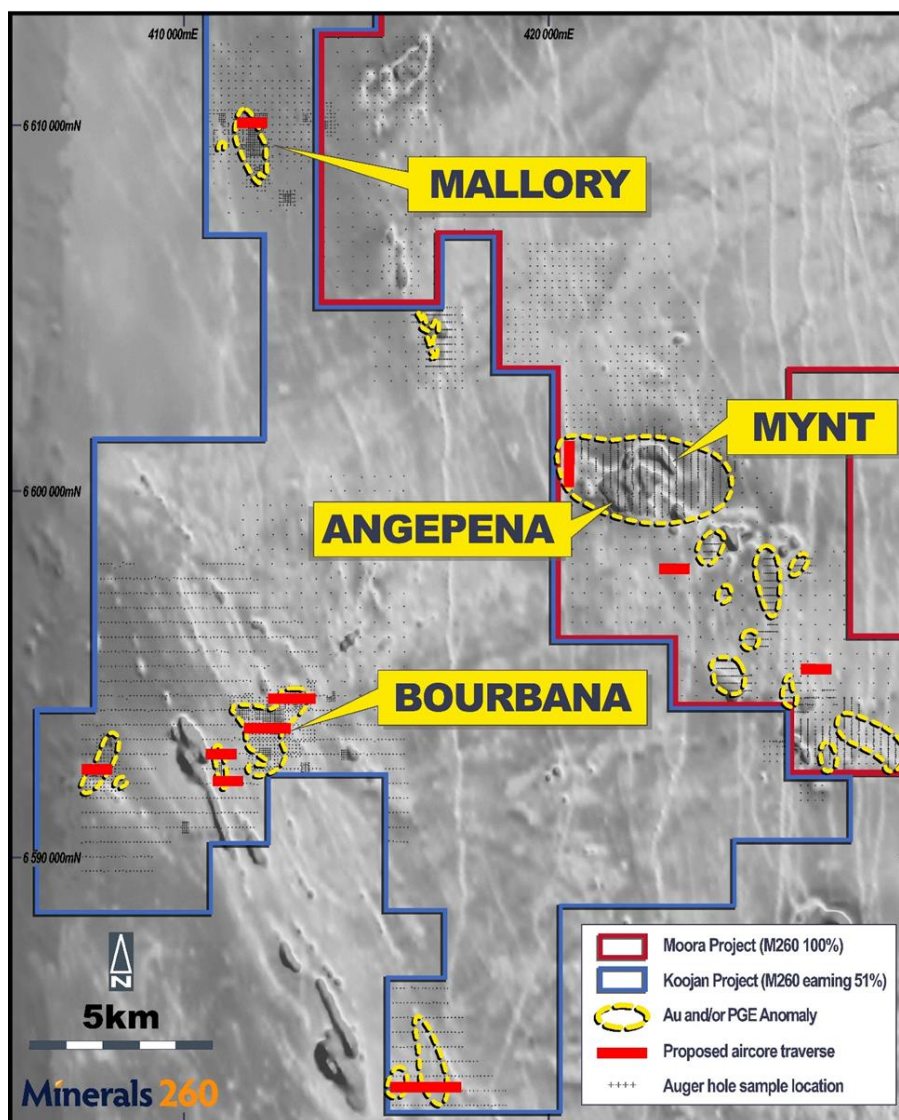 410 000mE
420 000mE
6 610 000mN
MALLORY
MYNT
6 600 000mN
ANGEPENA
BOURBANA
6 590 000mN
N
5km
Minerals 260
Moora Project (M260 100%)
Koojan Project (M260 earning 51%)
Au and/or PGE Anomaly
Proposed aircore traverse
Auger hole sample location